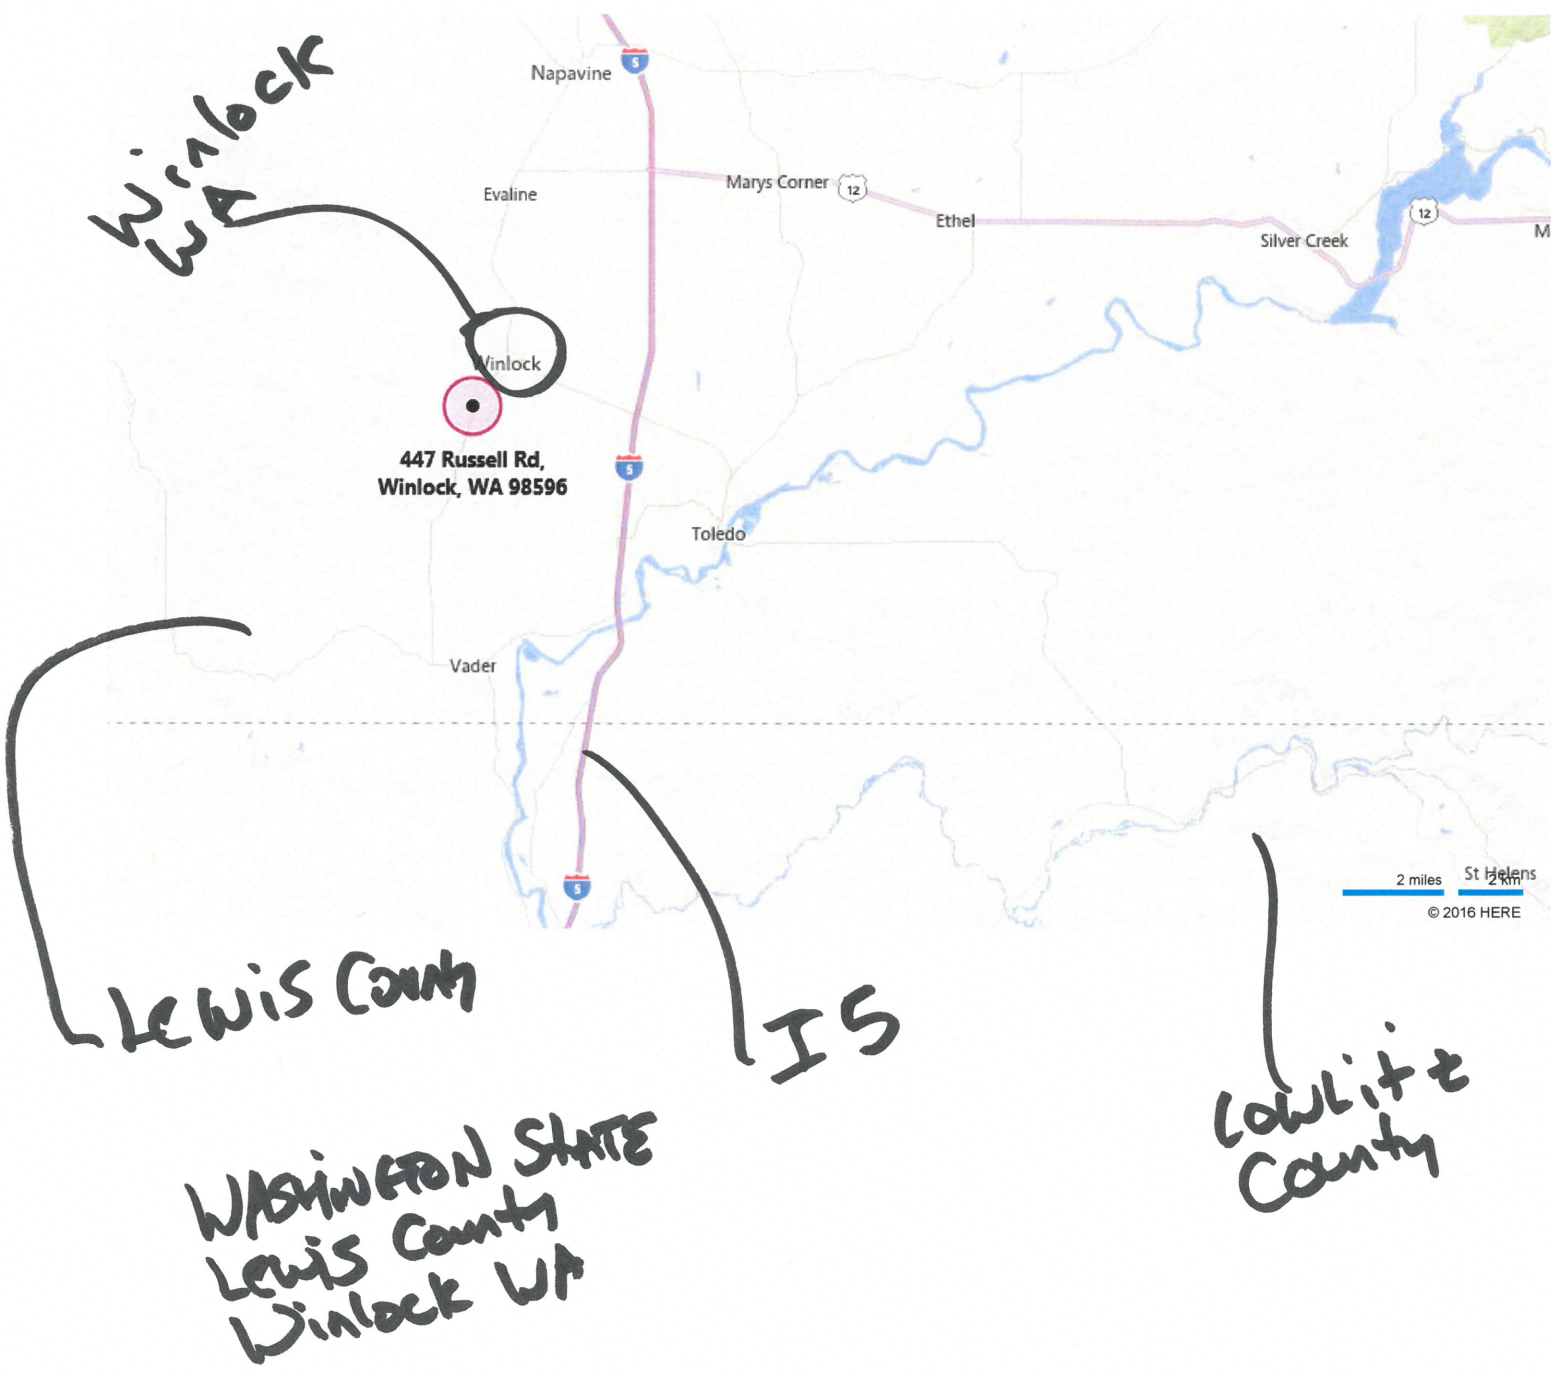 Winlock
WA
Napavine
5
Evaline
Marys Corner
12
Ethel
Silver Creek
12
M
Winlock
447 Russell Rd,
Winlock, WA 98596
5
Toledo
Vader
5
St Helens
2 miles
2 km
© 2016 HERE
Lewis County
I 5
Cowlitz
County
WASHINGTON STATE
Lewis County
Winlock WA